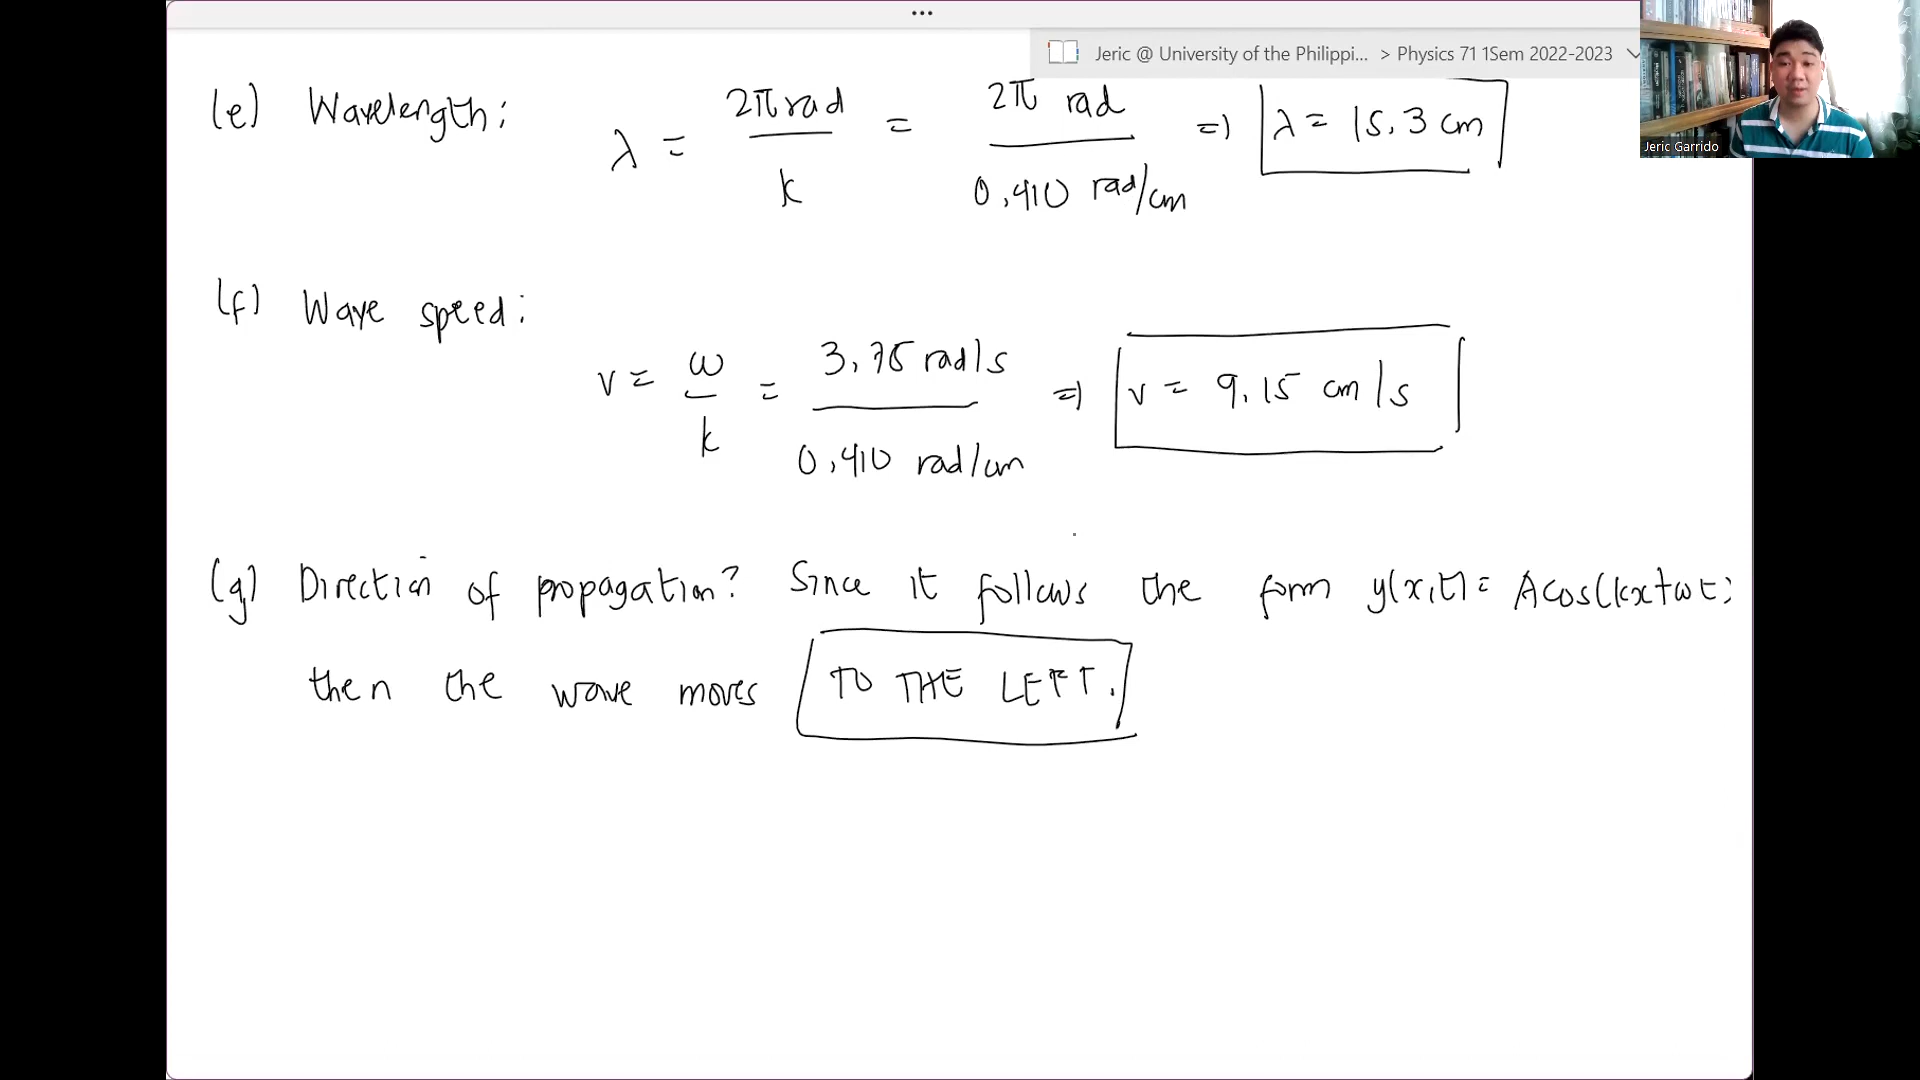 ...
Jeric @ University of the Philippi... > Physics 71 1Sem 2022-2023
Jeric Garrido
(e) Wavelength: λ = 2π rad / k = 2π rad / 0.410 rad/cm => λ = 15.3 cm
(f) Wave speed:
v = ω / k = 3.75 rad/s / 0.410 rad/cm => v = 9.15 cm/s
(g) Direction of propagation? Since it follows the form y(x,t) = A cos(kx+ωt)
then the wave moves TO THE LEFT.